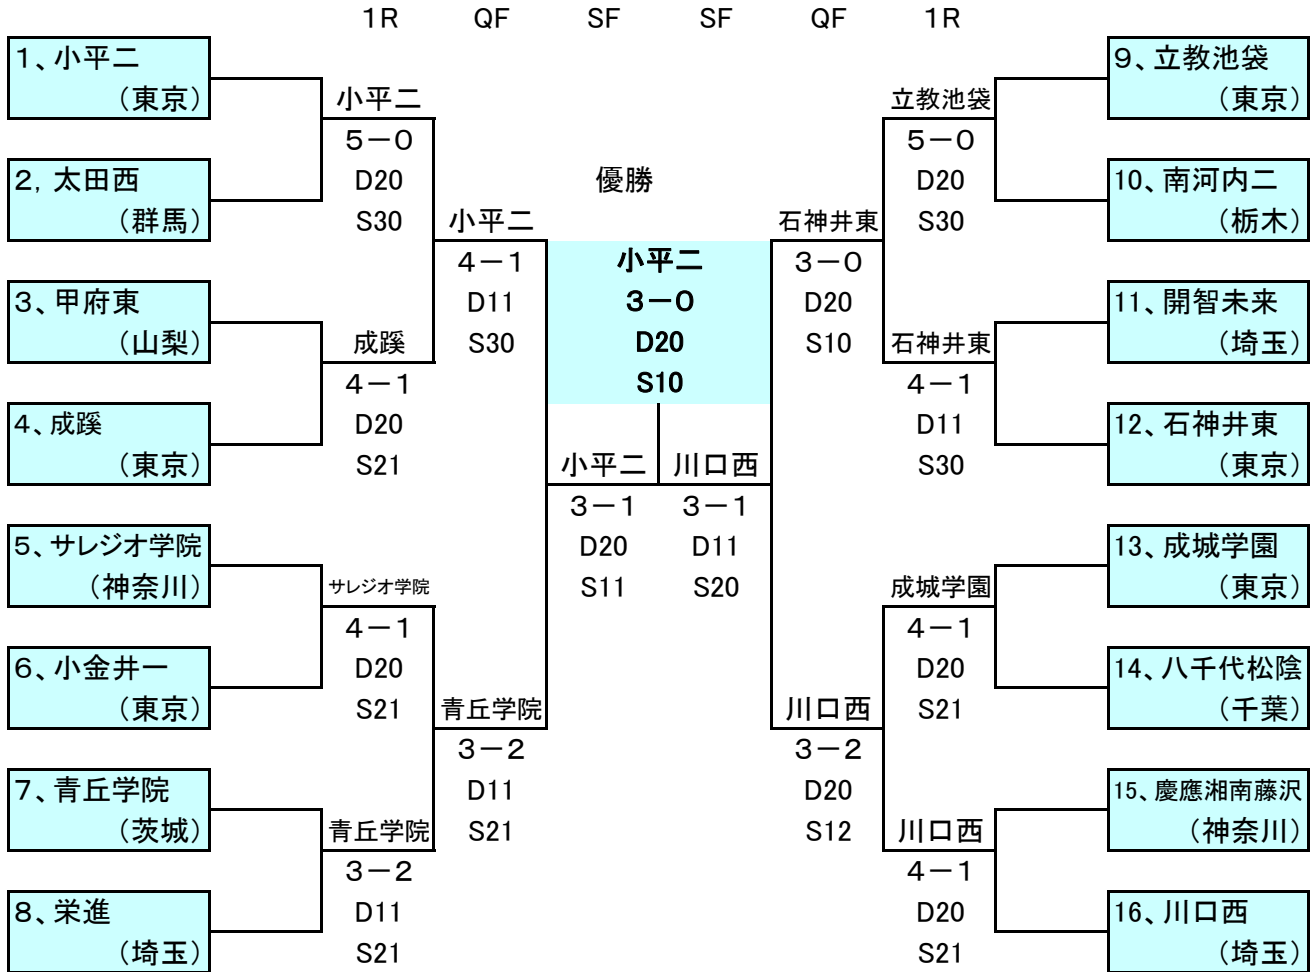 1R QF SF SF QF 1R
1、小平二
（東京）
2, 太田西
（群馬）
3、甲府東
（山梨）
4、成蹊
（東京）
5、サレジオ学院
（神奈川）
6、小金井一
（東京）
7、青丘学院
（茨城）
8、栄進
（埼玉）
小平二
5－0
D20
S30
成蹊
4－1
D20
S21
サレジオ学院
4－1
D20
S21
青丘学院
3－2
D11
S21
小平二
4－1
D11
S30
青丘学院
3－2
D11
S21
優勝
小平二
3－0
D20
S10
小平二
3－1
D20
S11
川口西
3－1
D11
S20
石神井東
3－0
D20
S10
川口西
3－2
D20
S12
立教池袋
5－0
D20
S30
石神井東
4－1
D11
S30
成城学園
4－1
D20
S21
川口西
4－1
D20
S21
9、立教池袋
（東京）
10、南河内二
（栃木）
11、開智未来
（埼玉）
12、石神井東
（東京）
13、成城学園
（東京）
14、八千代松陰
（千葉）
15、慶應湘南藤沢
（神奈川）
16、川口西
（埼玉）